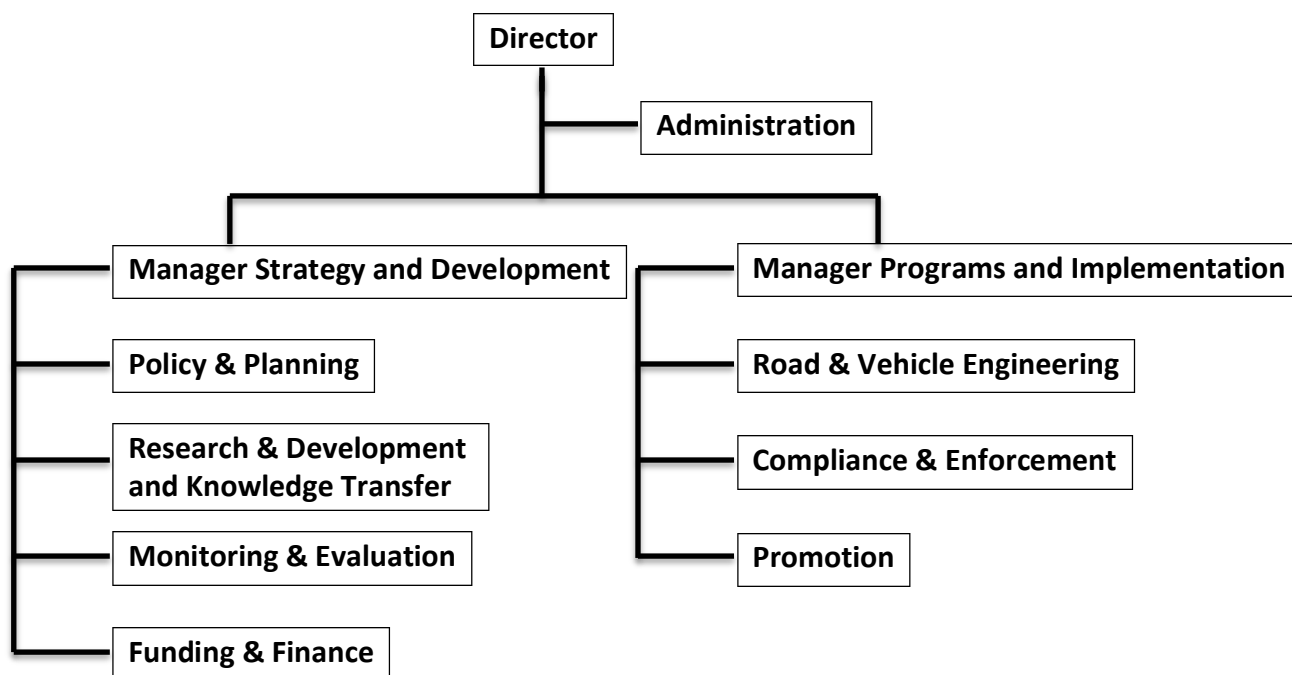 Director
Administration
Manager Strategy and Development
Policy & Planning
Research & Development
and Knowledge Transfer
Monitoring & Evaluation
Funding & Finance
Manager Programs and Implementation
Road & Vehicle Engineering
Compliance & Enforcement
Promotion